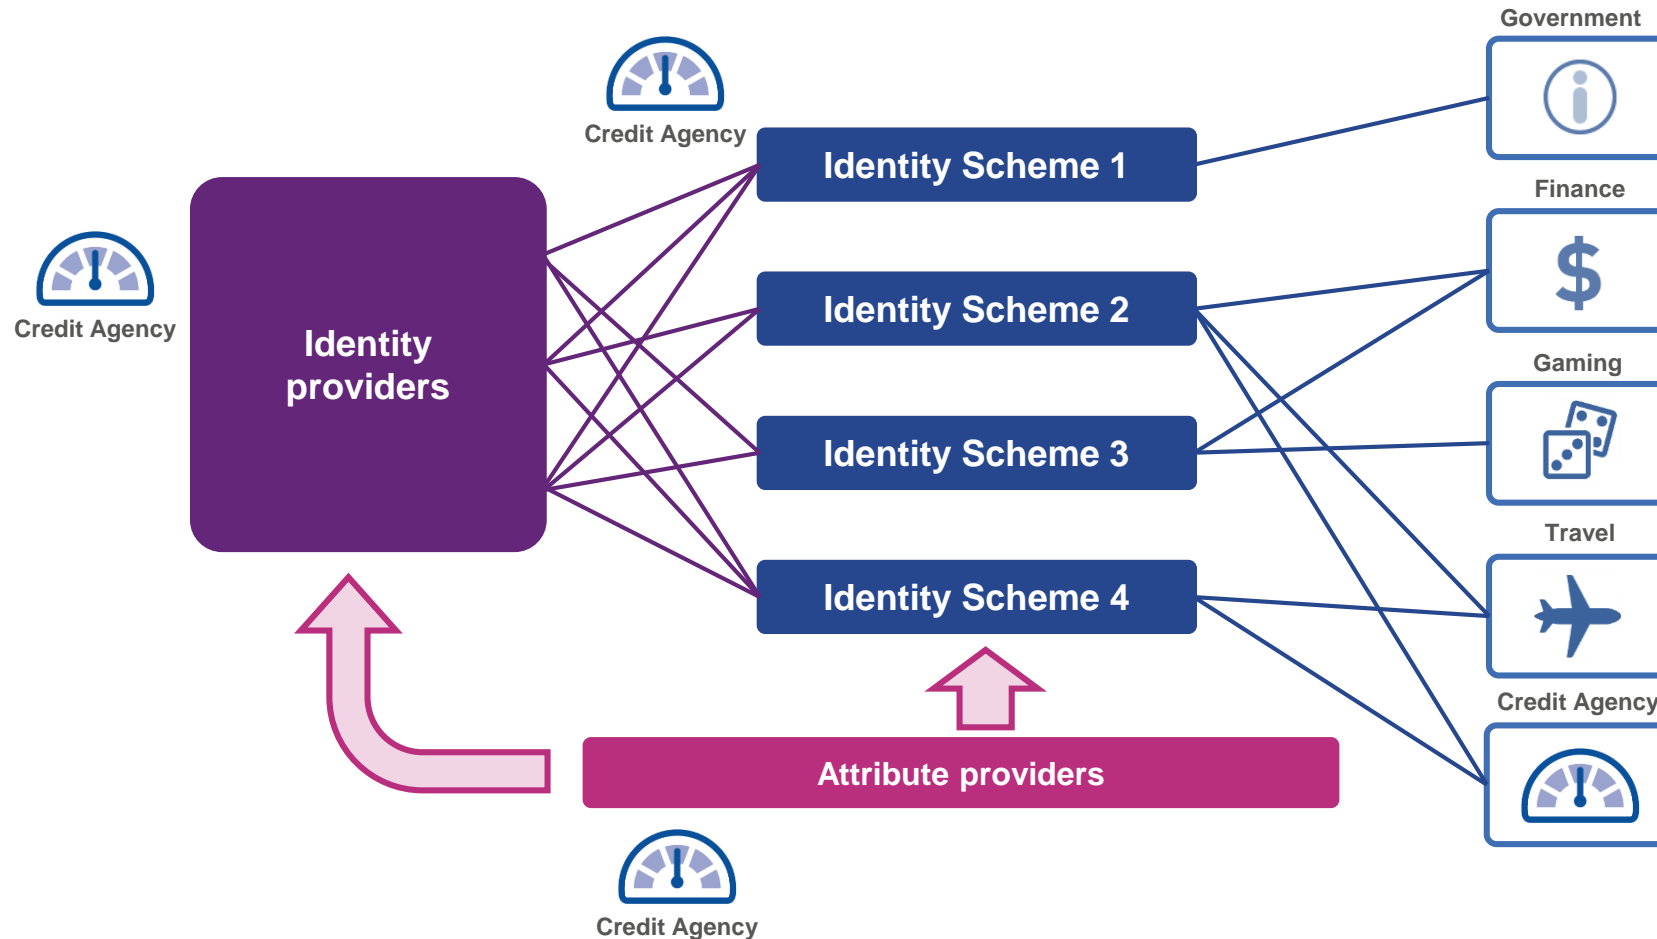 Government
Credit Agency
Identity Scheme 1
Finance
Credit Agency
Identity
providers
Identity Scheme 2
$
Gaming
Identity Scheme 3
Travel
Identity Scheme 4
Credit Agency
Attribute providers
Credit Agency